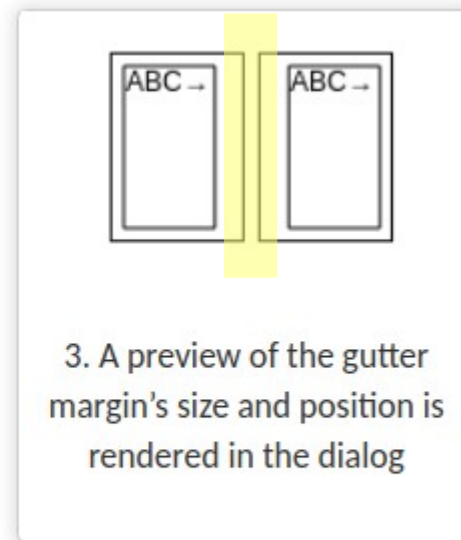 ABC→ ABC→
3. A preview of the gutter
margin’s size and position is
rendered in the dialog